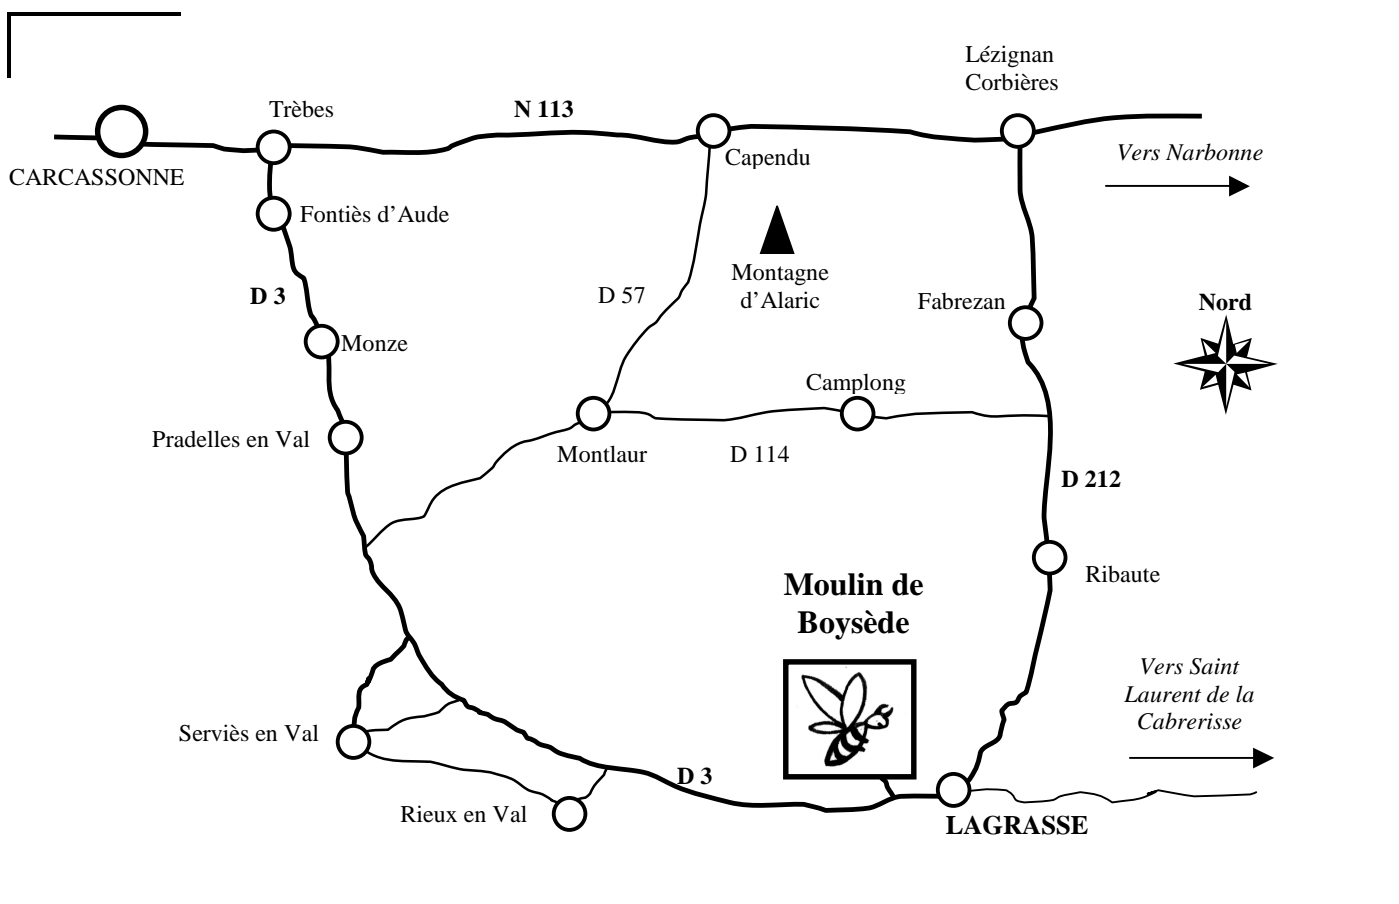 Lézignan
Corbières
Trèbes
N 113
Vers Narbonne
Capendu
CARCASSONNE
Fontiès d’Aude
Montagne
d’Alaric
D 3
D 57
Fabrezan
Nord
Monze
Camplong
Pradelles en Val
Montlaur
D 114
D 212
Moulin de
Boysède
Ribaute
Vers Saint
Laurent de la
Cabrerisse
Serviès en Val
D 3
Rieux en Val
LAGRASSE